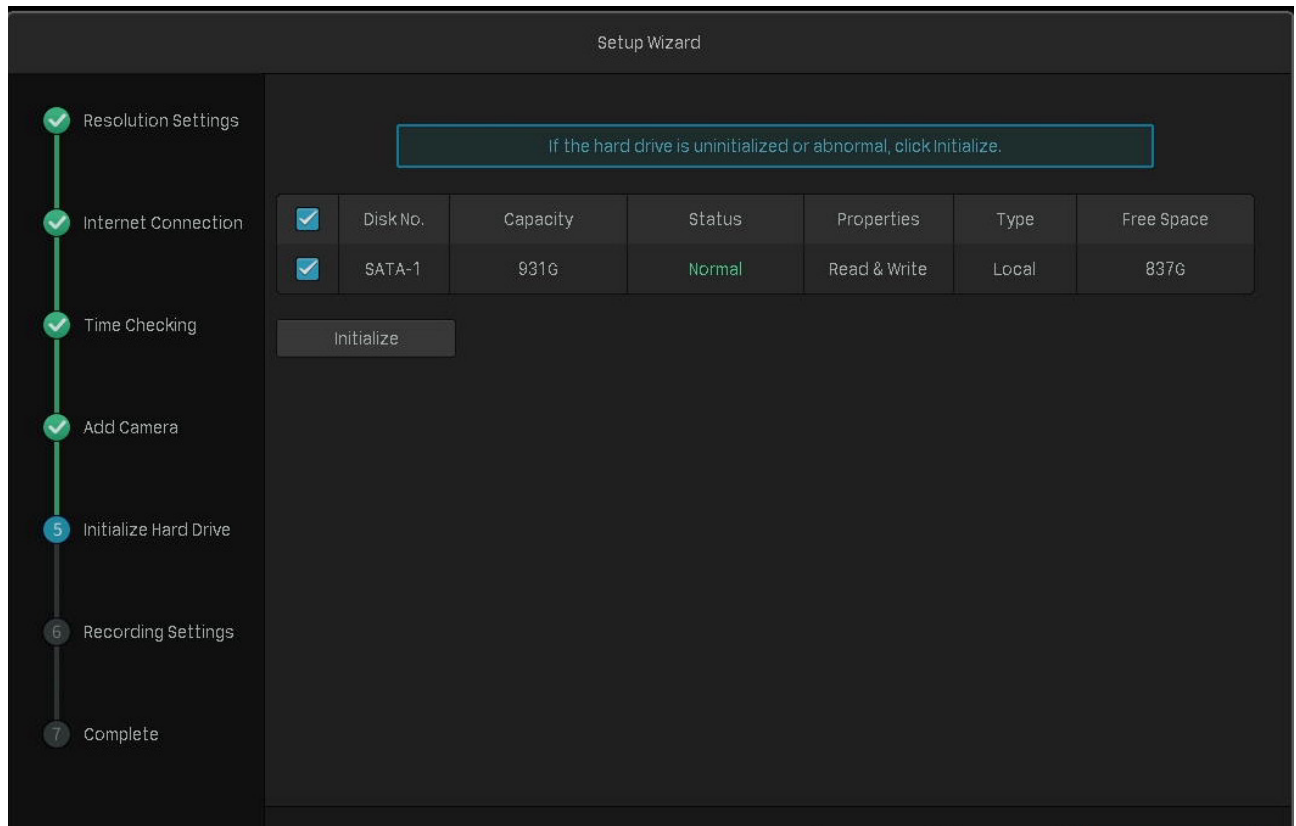 Setup Wizard
Resolution Settings
Internet Connection
Time Checking
Add Camera
5 Initialize Hard Drive
6 Recording Settings
7 Complete
If the hard drive is uninitialized or abnormal, click Initialize.
Disk No. Capacity Status Properties Type Free Space
SATA-1 931G Normal Read & Write Local 837G
Initialize